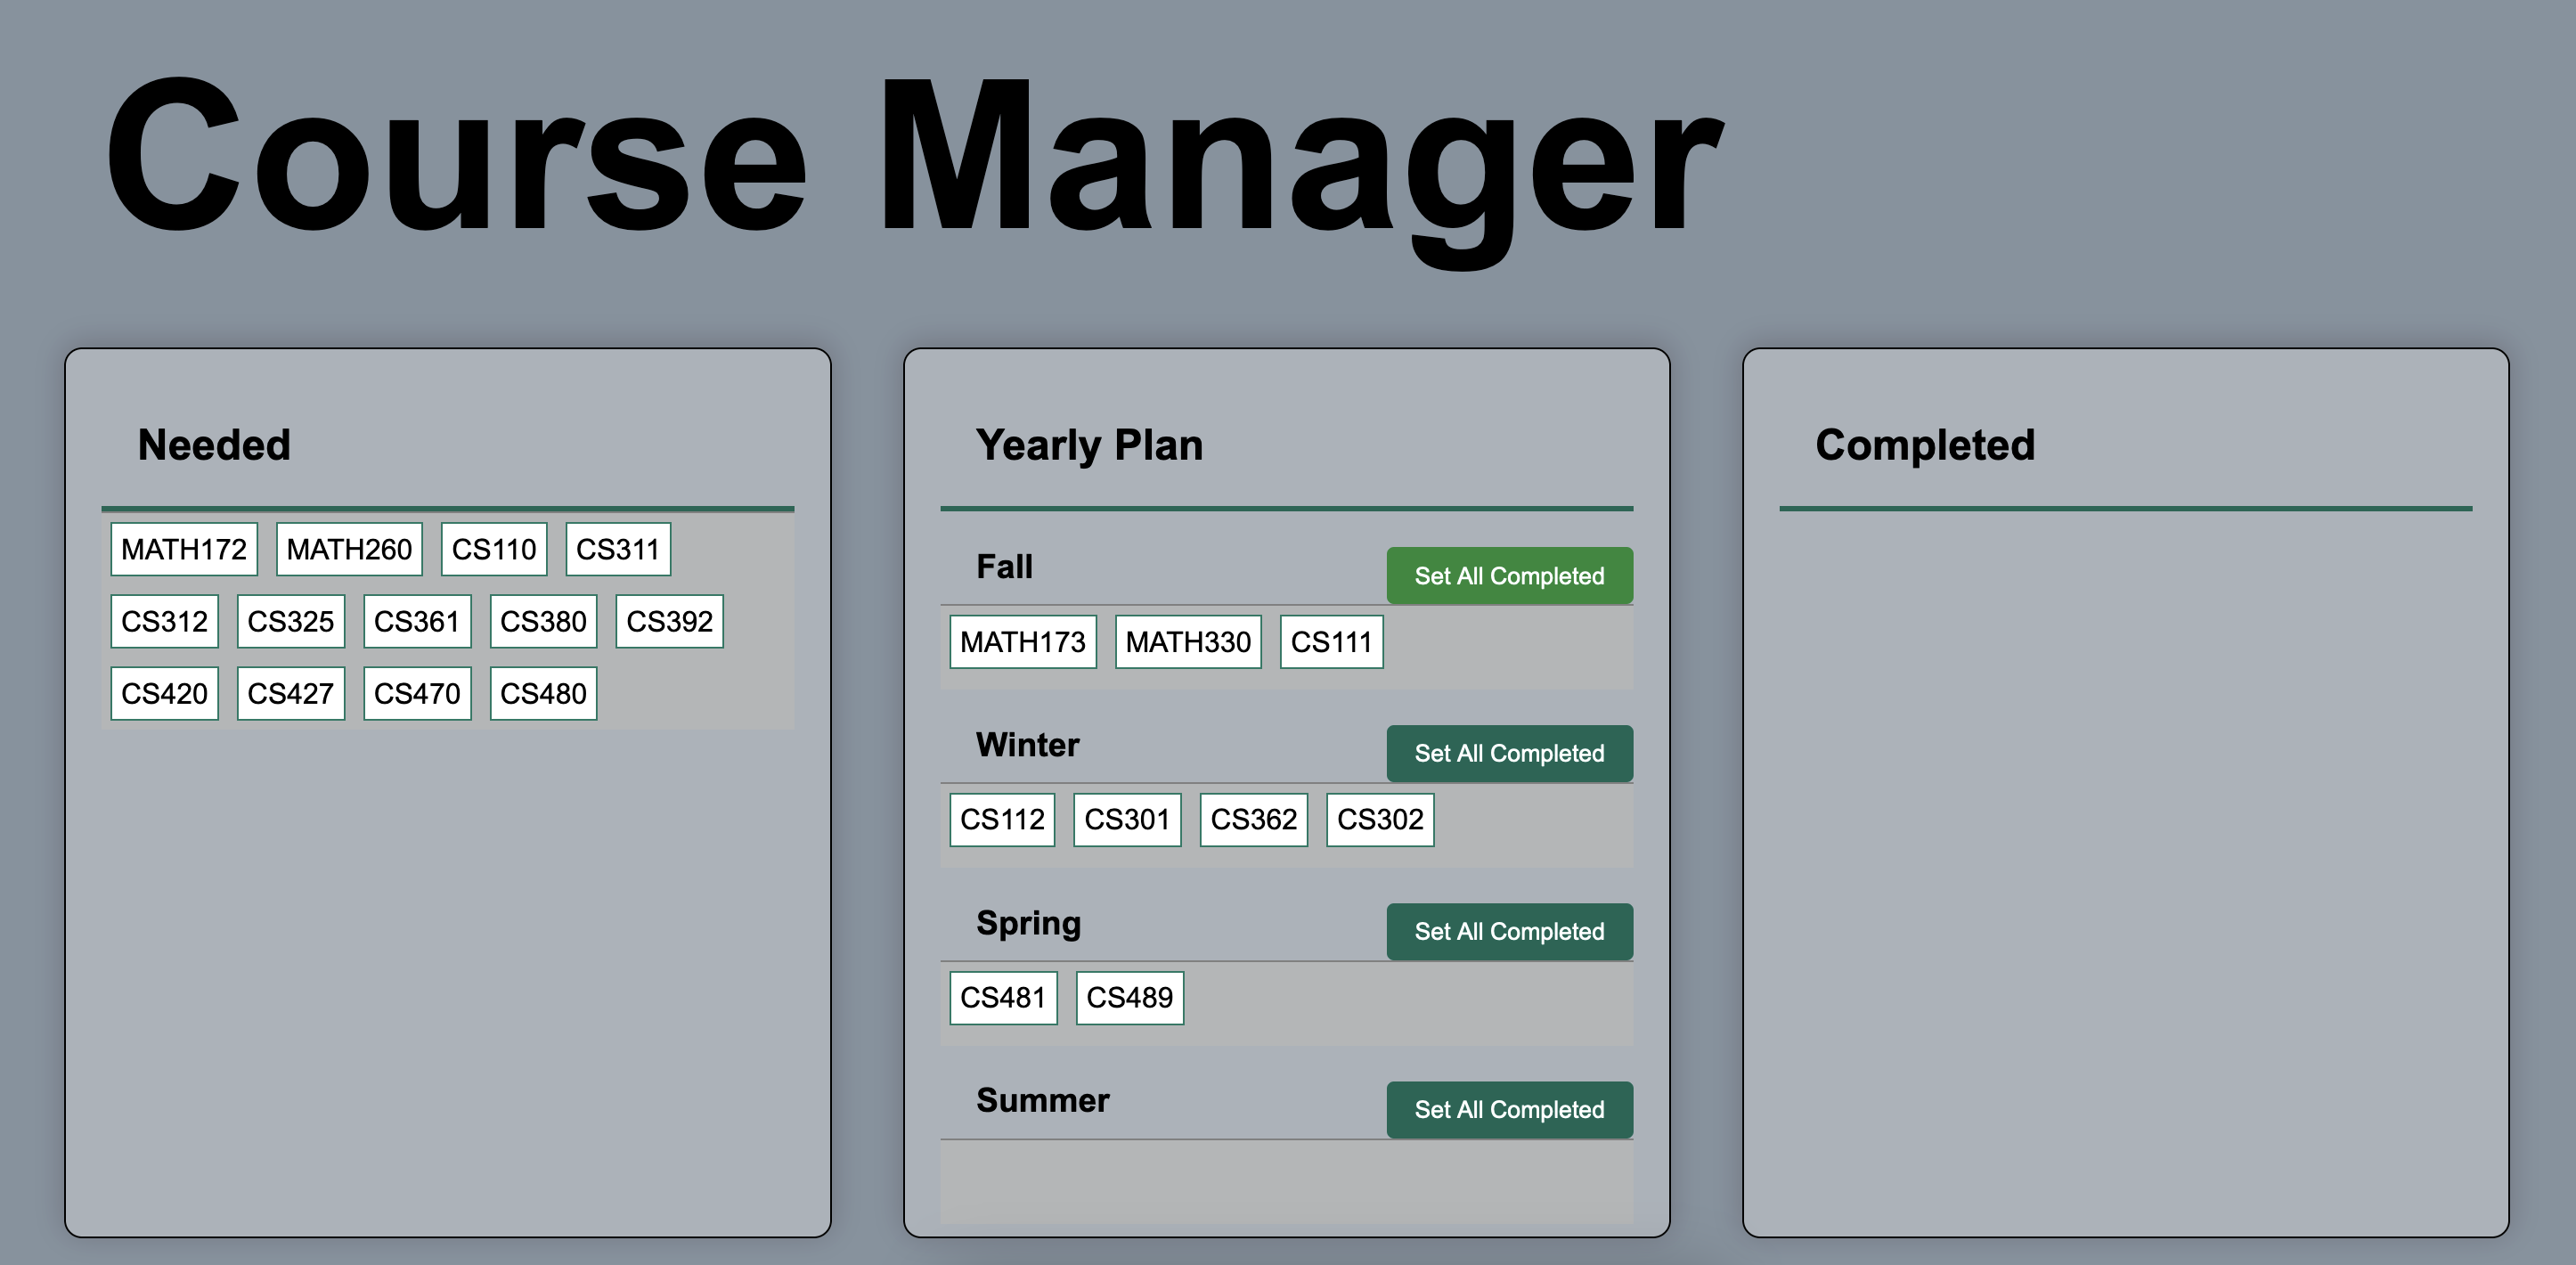 Course Manager
Needed
MATH172 MATH260 CS110 CS311
CS312 CS325 CS361 CS380 CS392
CS420 CS427 CS470 CS480
Yearly Plan
Fall Set All Completed
MATH173 MATH330 CS111
Winter Set All Completed
CS112 CS301 CS362 CS302
Spring Set All Completed
CS481 CS489
Summer Set All Completed
Completed